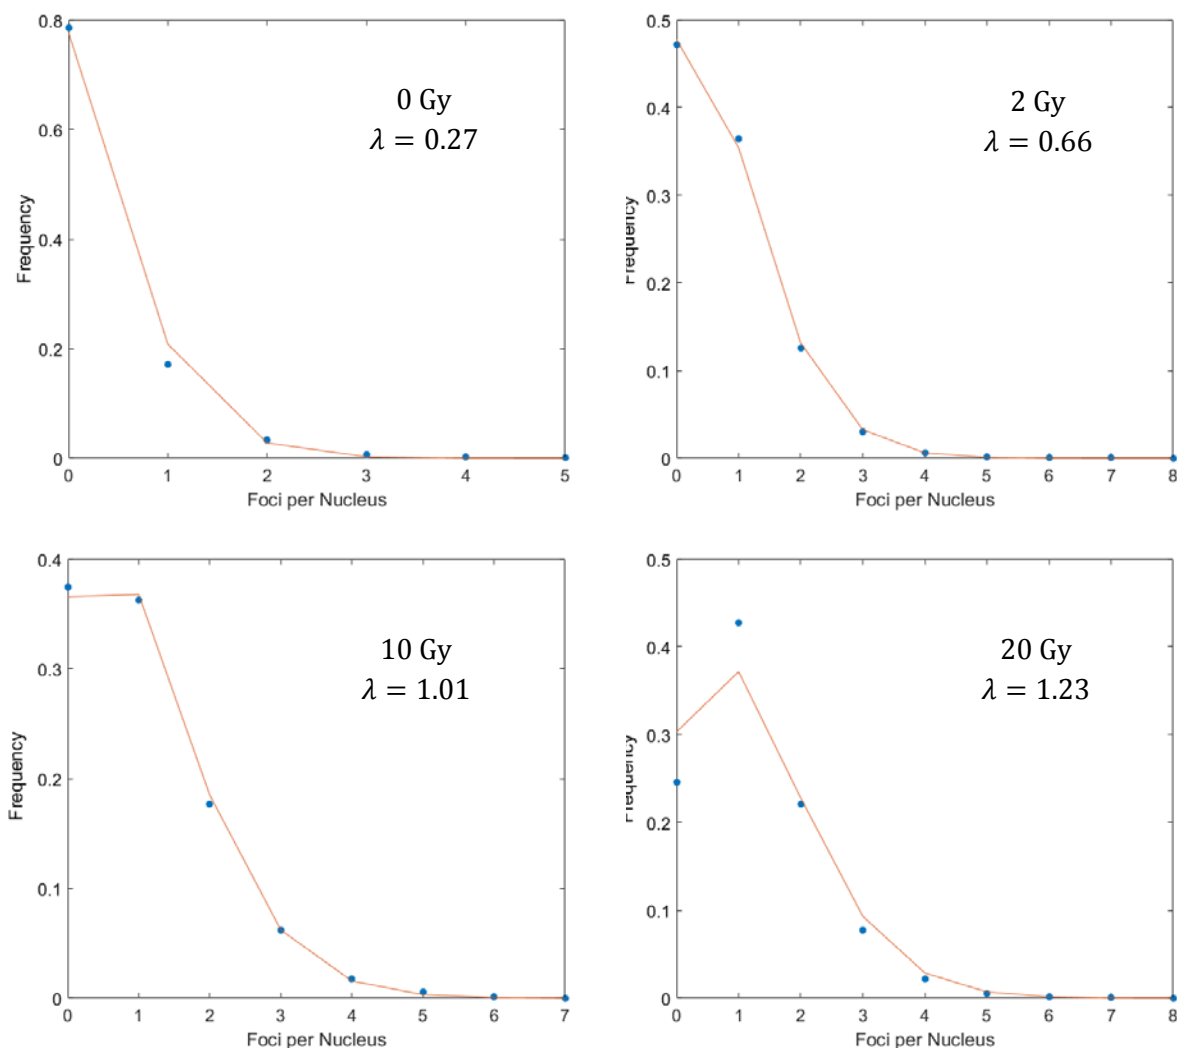 0.8
0.6
0.4
0.2
0
Frequency
0 Gy
λ = 0.27
0 1 2 3 4 5
Foci per Nucleus
0.5
0.4
0.3
0.2
0.1
0
Frequency
2 Gy
λ = 0.66
0 1 2 3 4 5 6 7 8
Foci per Nucleus
0.4
0.3
0.2
0.1
0
Frequency
10 Gy
λ = 1.01
0 1 2 3 4 5 6 7
Foci per Nucleus
0.5
0.4
0.3
0.2
0.1
0
Frequency
20 Gy
λ = 1.23
0 1 2 3 4 5 6 7 8
Foci per Nucleus